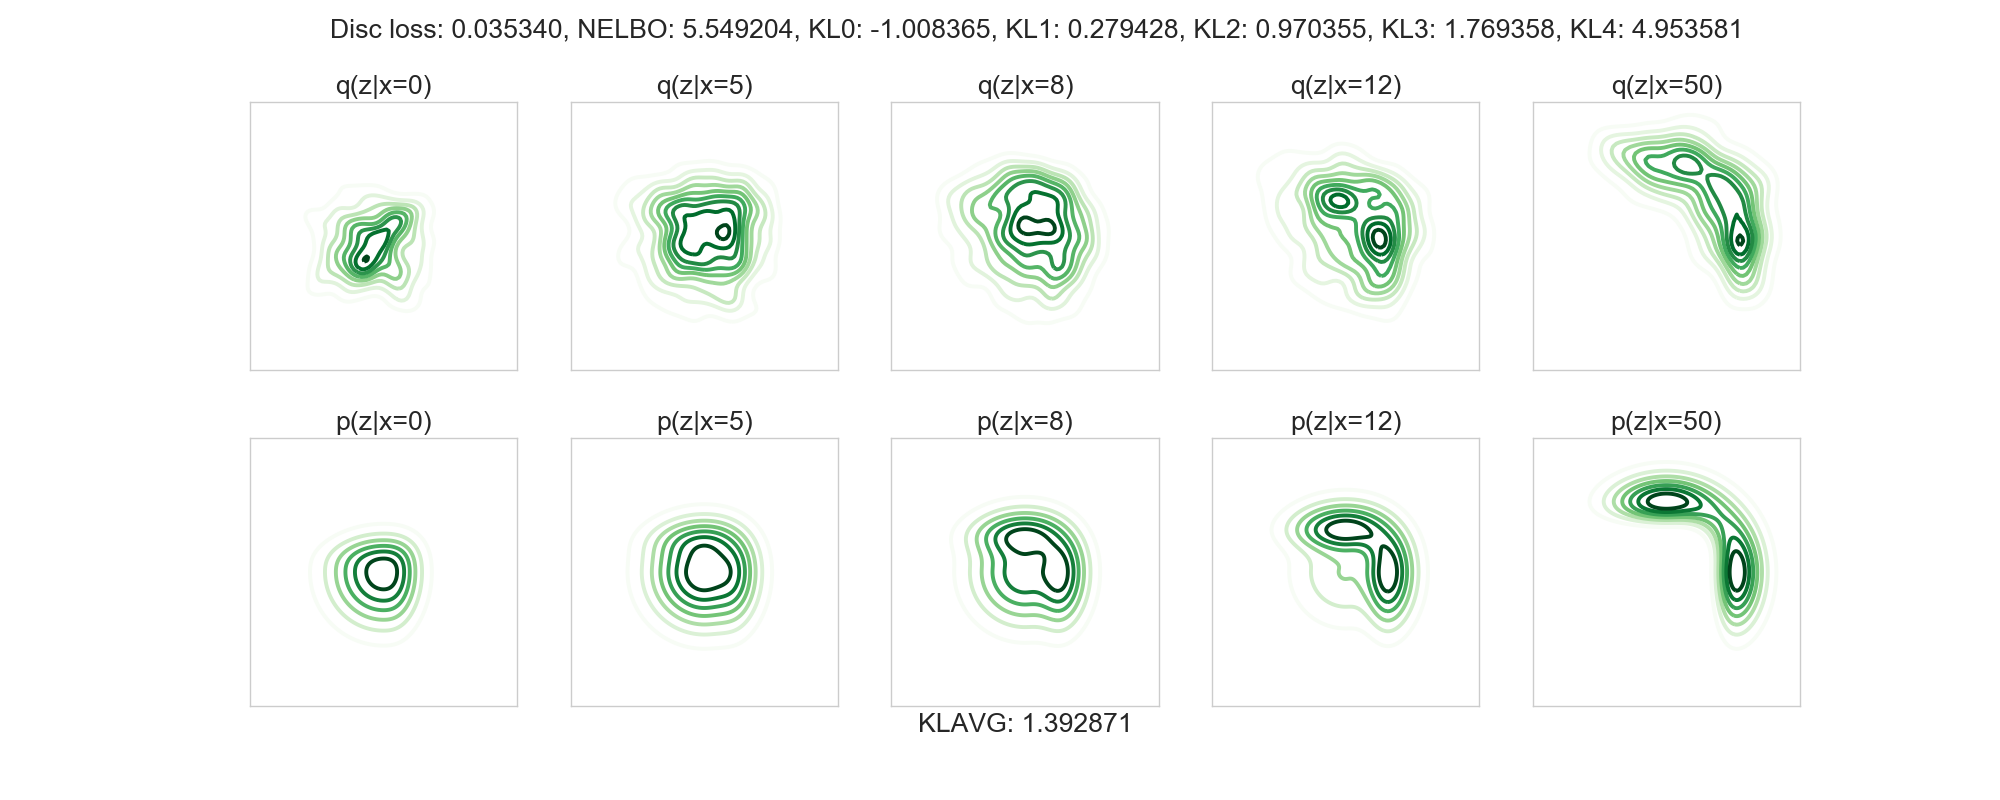 Disc loss: 0.035340, NELBO: 5.549204, KL0: -1.008365, KL1: 0.279428, KL2: 0.970355, KL3: 1.769358, KL4: 4.953581
q(z|x=0)
q(z|x=5)
q(z|x=8)
q(z|x=12)
q(z|x=50)
p(z|x=0)
p(z|x=5)
p(z|x=8)
p(z|x=12)
p(z|x=50)
KLAVG: 1.392871